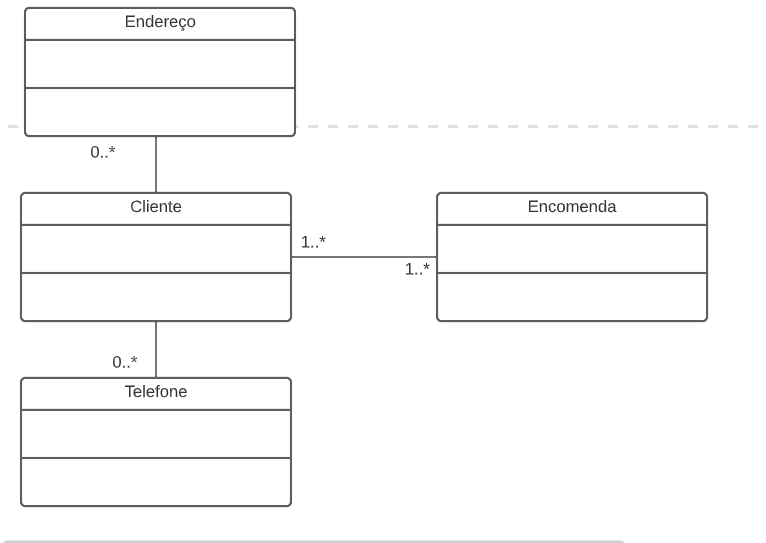 Endereço
0..*
Cliente
Encomenda
1..*
1..*
0..*
Telefone